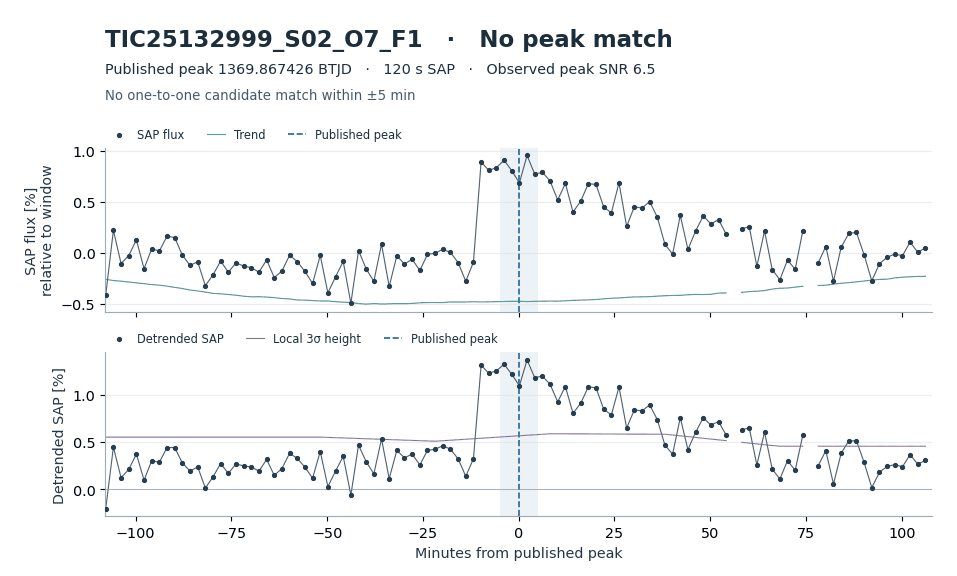 TIC25132999_S02_O7_F1 · No peak match
Published peak 1369.867426 BTJD · 120 s SAP · Observed peak SNR 6.5
No one-to-one candidate match within ±5 min
SAP flux Trend Published peak
SAP flux [%]
relative to window
1.0
0.5
0.0
−0.5
Detrended SAP Local 3σ height Published peak
Detrended SAP [%]
1.0
0.5
0.0
−100 −75 −50 −25 0 25 50 75 100
Minutes from published peak